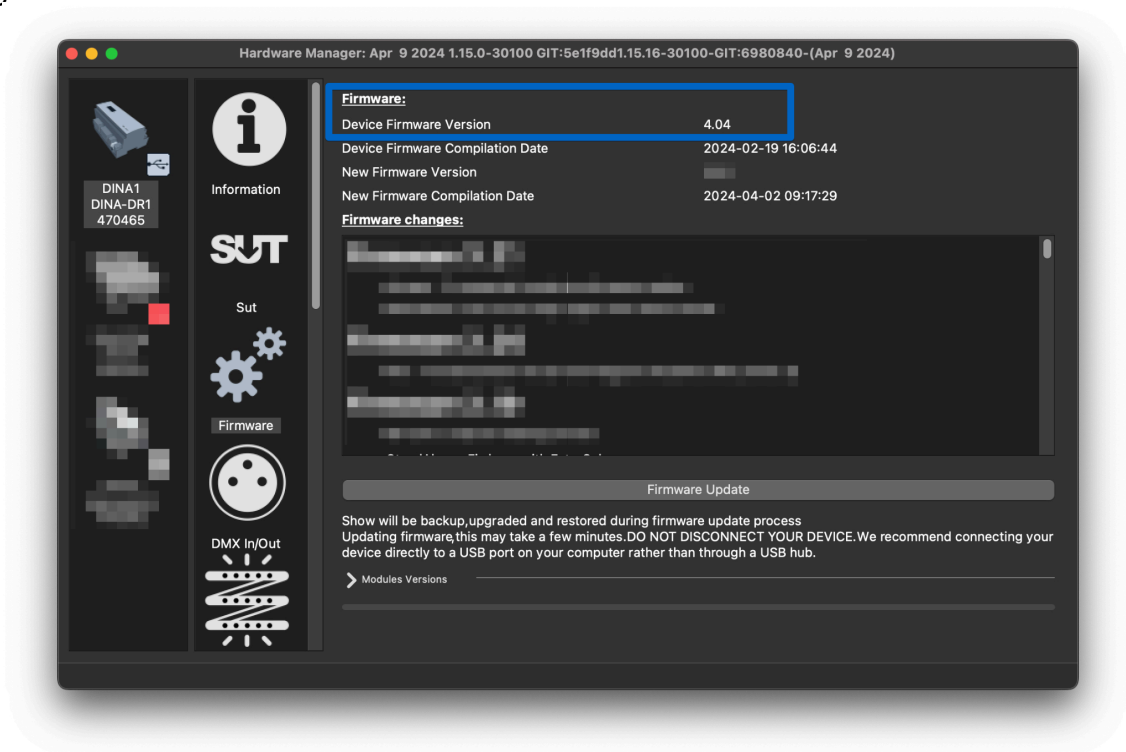 Hardware Manager: Apr 9 2024 1.15.0-30100 GIT:5e1f9dd1.15.16-30100-GIT:6980840-(Apr 9 2024)
DINA1
DINA-DR1
470465
Information
SUT
Sut
Firmware
DMX In/Out
Firmware:
Device Firmware Version 4.04
Device Firmware Compilation Date 2024-02-19 16:06:44
New Firmware Version
New Firmware Compilation Date 2024-04-02 09:17:29
Firmware changes:
Firmware Update
Show will be backup,upgraded and restored during firmware update process
Updating firmware,this may take a few minutes.DO NOT DISCONNECT YOUR DEVICE.We recommend connecting your
device directly to a USB port on your computer rather than through a USB hub.
Modules Versions